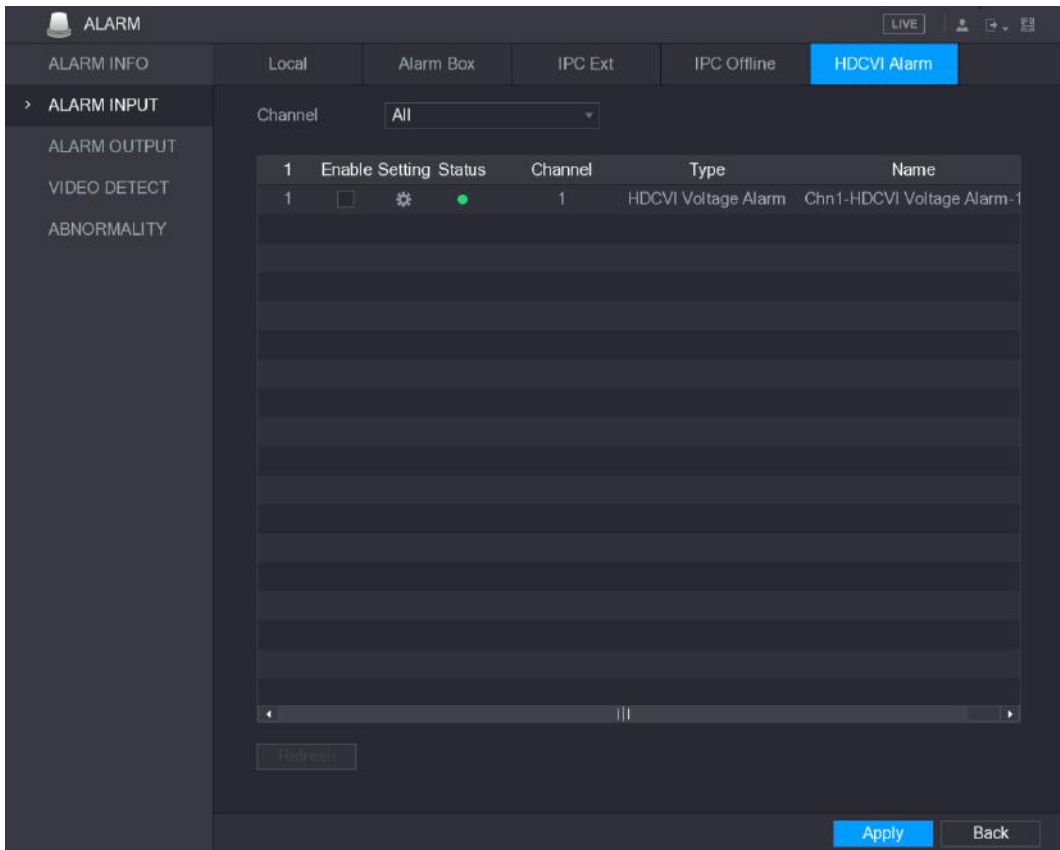 ALARM
LIVE
ALARM INFO
Local Alarm Box IPC Ext IPC Offline HDCVI Alarm
> ALARM INPUT
Channel All
ALARM OUTPUT
1 Enable Setting Status Channel Type Name
VIDEO DETECT
1 1 HDCVI Voltage Alarm Chn1-HDCVI Voltage Alarm-1
ABNORMALITY
Refresh
Apply Back